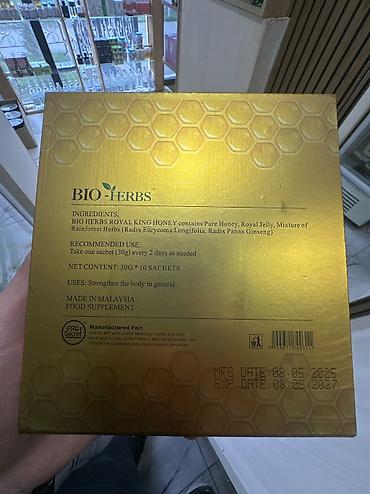 BIO HERBS
INGREDIENTS:
BIO HERBS ROYAL KING HONEY contains Pure Honey, Royal Jelly, Mixture of
Rainforest Herbs (Radix Eurycoma Longifolia, Radix Panax Ginseng)
RECOMMENDED USE:
Take one sachet (30g) every 2 days as needed
NET CONTENT: 30G * 10 SACHETS
USES: Strengthen the body in general
MADE IN MALAYSIA
FOOD SUPPLEMENT
PRO
Secret
Manufactured For:
MFG DATE:08.05 2025
EXP DATE:08.05 2027